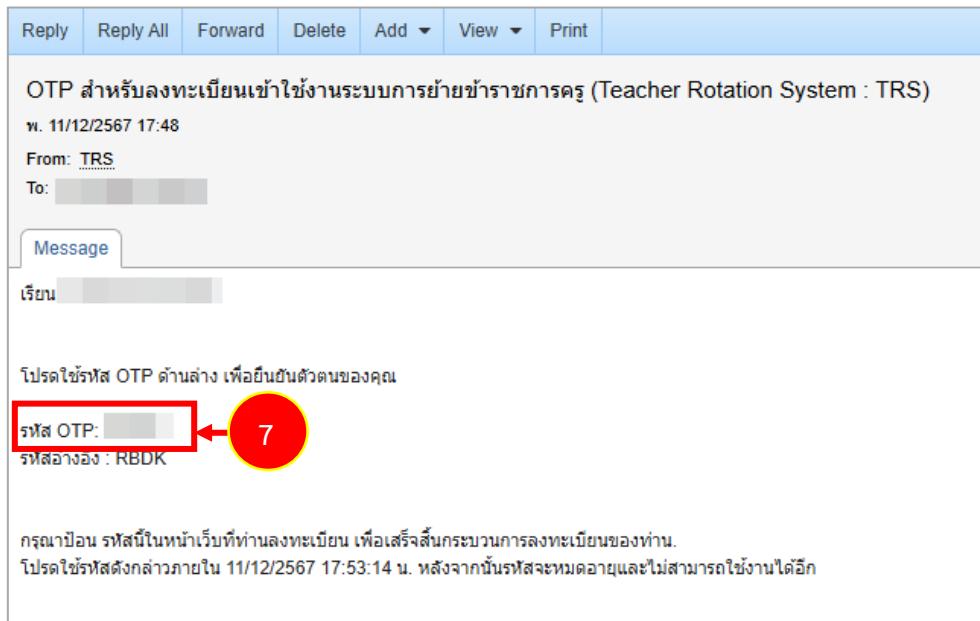 Reply Reply All Forward Delete Add View Print
OTP สำหรับลงทะเบียนเข้าใช้งานระบบการย้ายข้าราชการครู (Teacher Rotation System : TRS)
พ. 11/12/2567 17:48
From: TRS
To:
Message
เรียน
โปรดใช้รหัส OTP ด้านล่าง เพื่อยืนยันตัวตนของคุณ
รหัส OTP:
7
รหัสอ้างอิง : RBDK
กรุณาป้อน รหัสนี้ในหน้าเว็บที่ท่านลงทะเบียน เพื่อเสร็จสิ้นกระบวนการลงทะเบียนของท่าน.
โปรดใช้รหัสดังกล่าวภายใน 11/12/2567 17:53:14 น. หลังจากนั้นรหัสจะหมดอายุและไม่สามารถใช้งานได้อีก